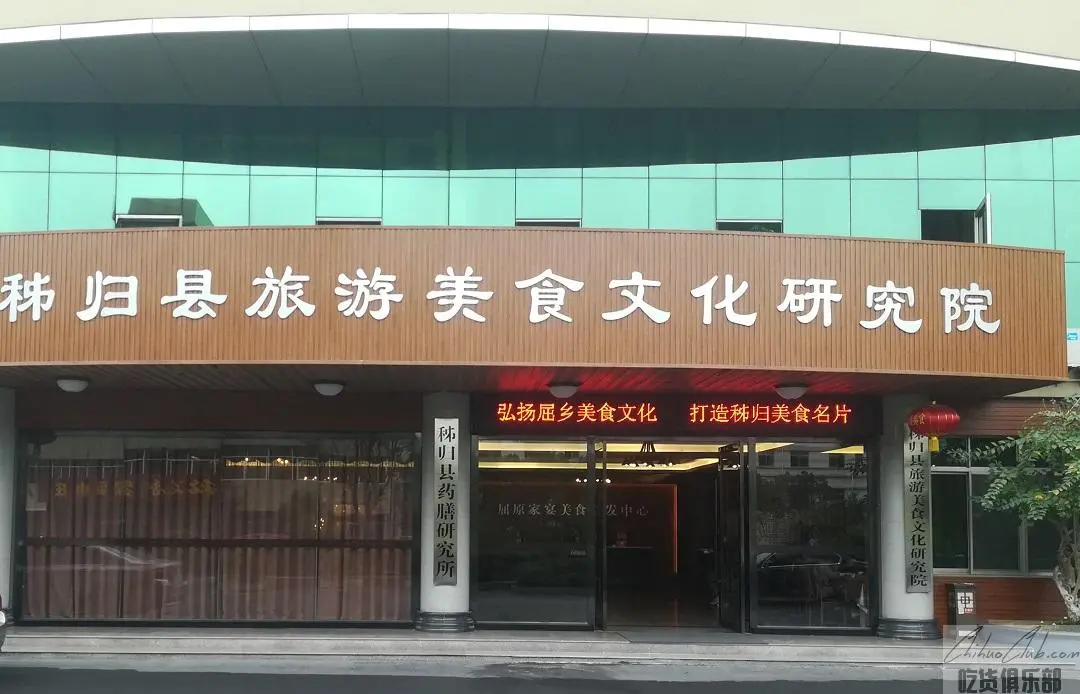 秭归县旅游美食文化研究院
弘扬屈乡美食文化 打造秭归美食名片
秭归县药膳研究所
屈原家宴美食 发中心
秭归县旅游美食文化研究院
ChihuoClub.com
吃货俱乐部